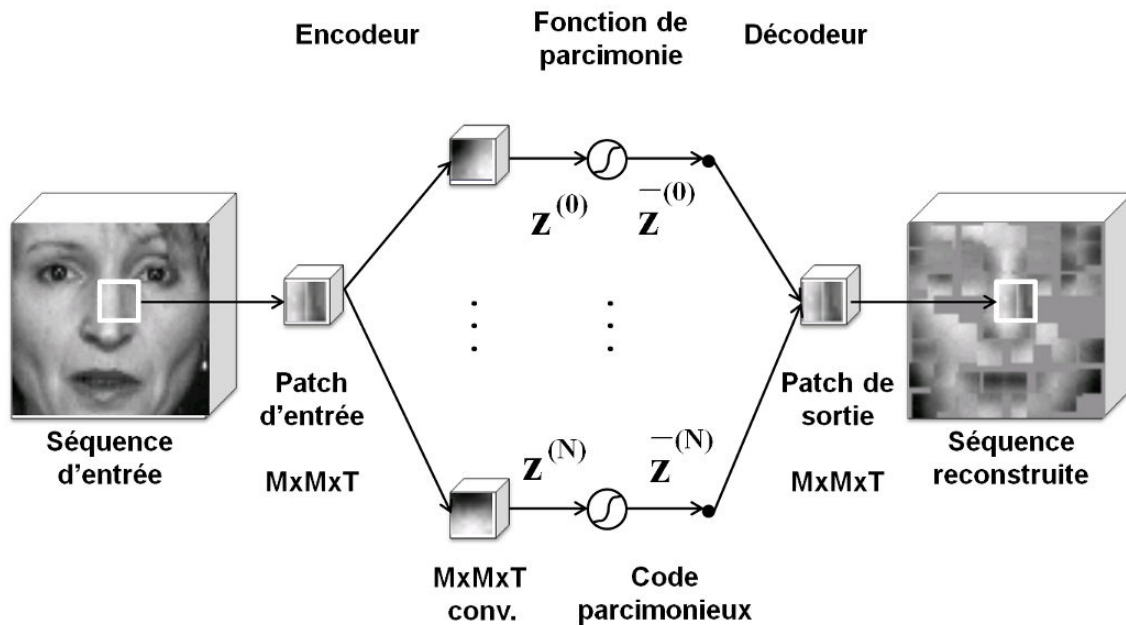 Encodeur
Fonction de
parcimonie
Décodeur
z(0)
z̄(0)
Patch
d'entrée
MxMxT
Patch de
sortie
MxMxT
Séquence
d'entrée
Séquence
reconstruite
z(N)
z̄(N)
MxMxT
conv.
Code
parcimonieux